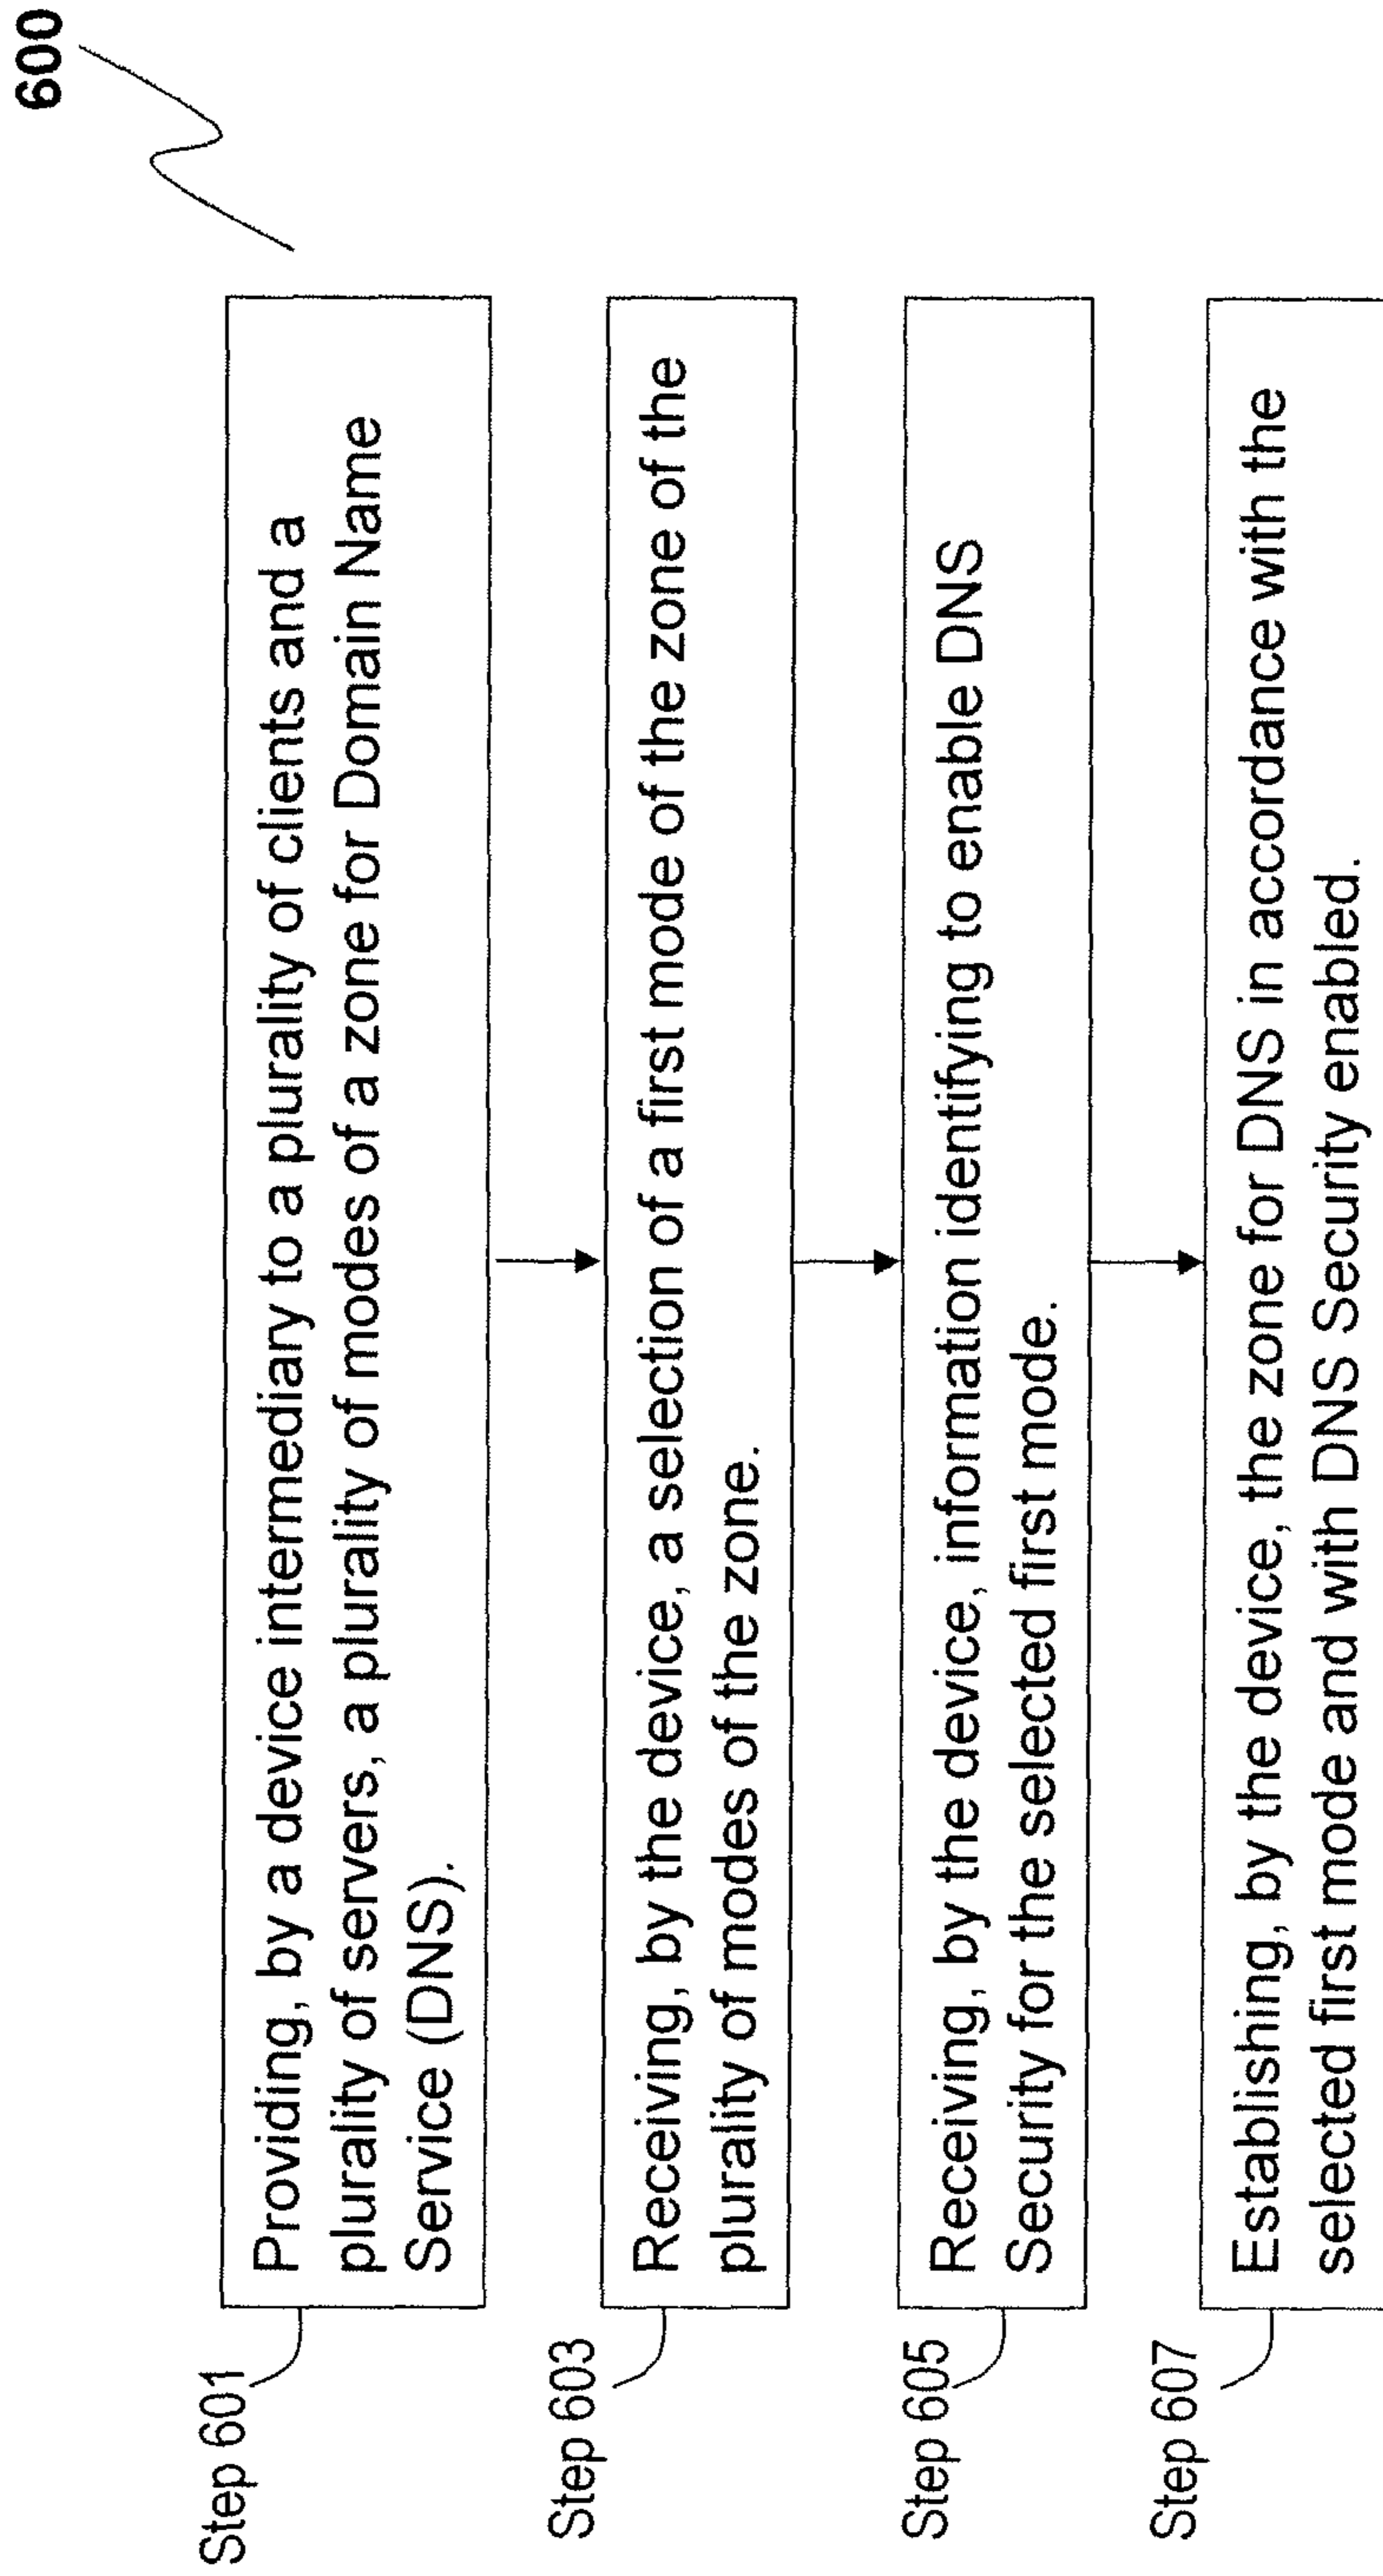 600
Step 601
Providing, by a device intermediary to a plurality of clients and a
plurality of servers, a plurality of modes of a zone for Domain Name
Service (DNS).
Step 603
Receiving, by the device, a selection of a first mode of the zone of the
plurality of modes of the zone.
Step 605
Receiving, by the device, information identifying to enable DNS
Security for the selected first mode.
Step 607
Establishing, by the device, the zone for DNS in accordance with the
selected first mode and with DNS Security enabled.